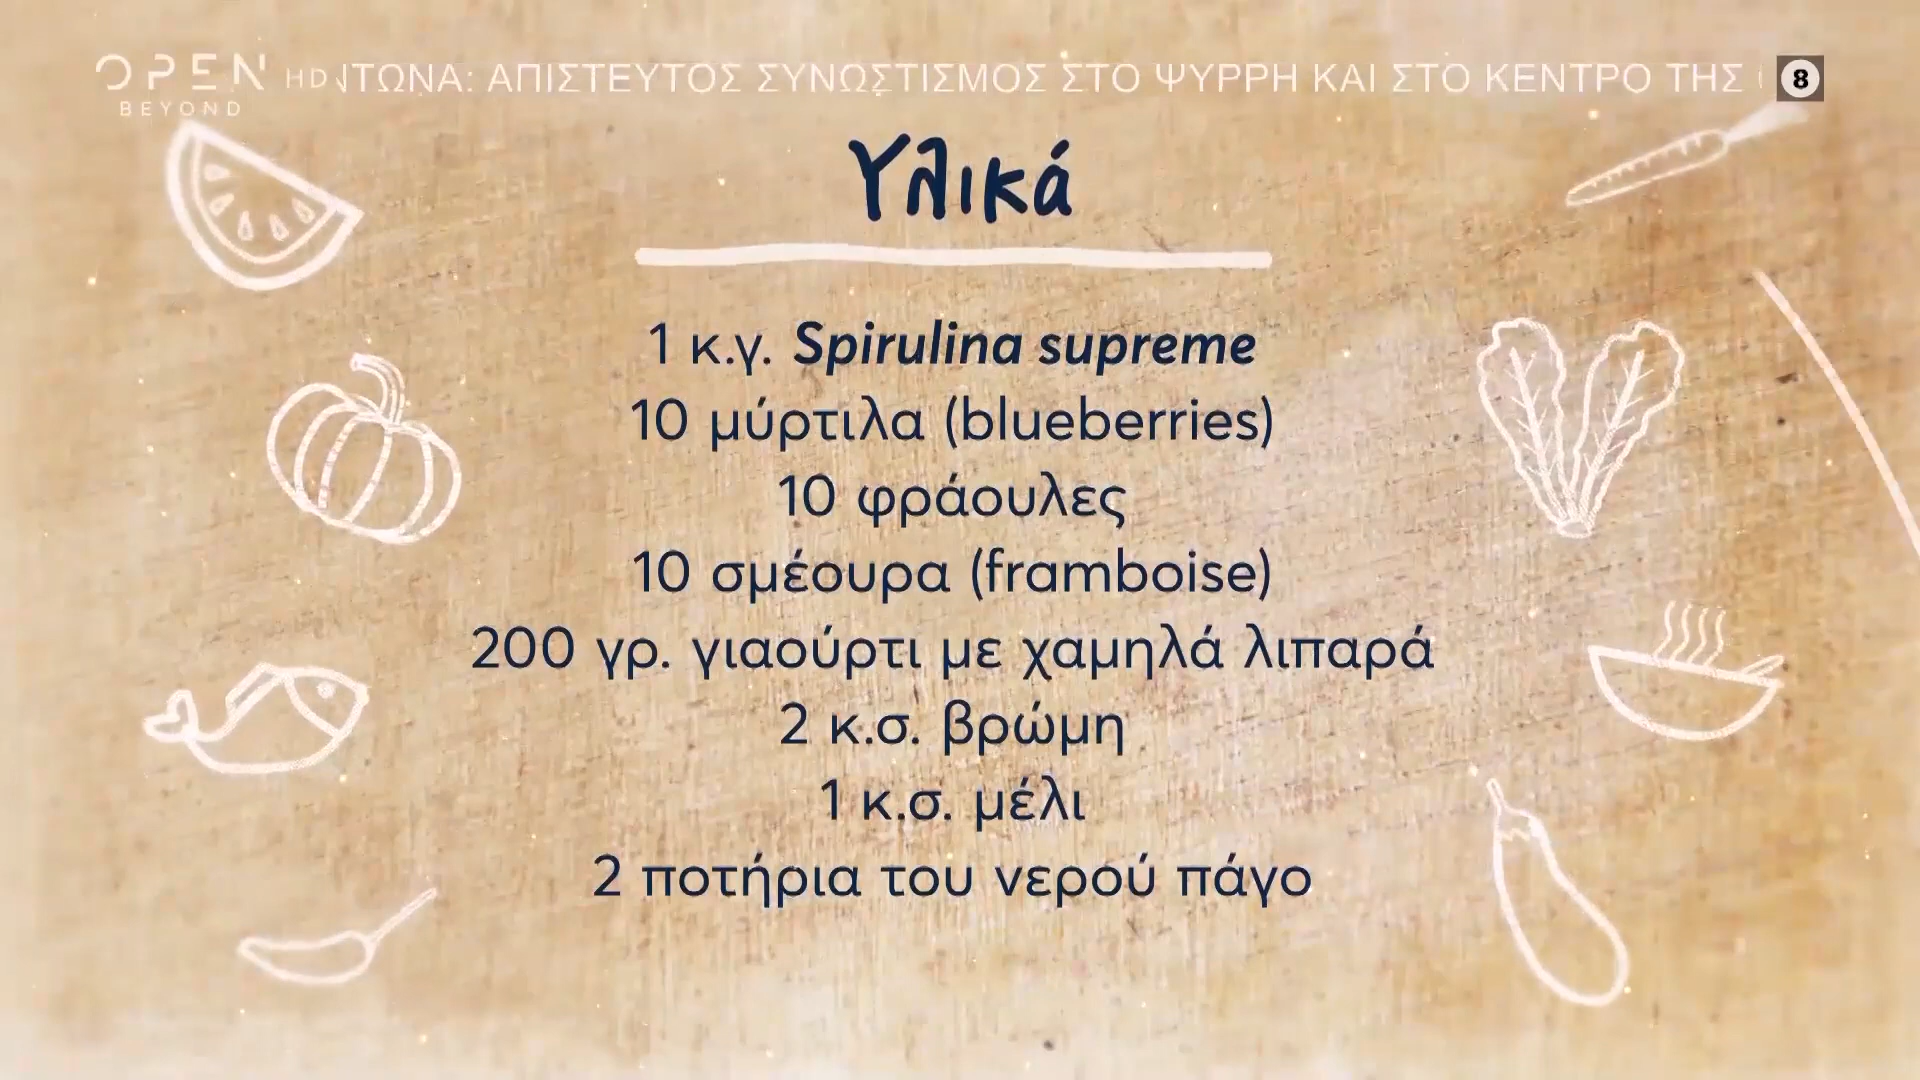 OPEN HD ΝΤΩΝΑ: ΑΠΙΣΤΕΥΤΟΣ ΣΥΝΩΣΤΙΣΜΟΣ ΣΤΟ ΨΥΡΡΗ ΚΑΙ ΣΤΟ ΚΕΝΤΡΟ ΤΗΣ 8
BEYOND
Υλικά
1 κ.γ. Spirulina supreme
10 μύρτιλα (blueberries)
10 φράουλες
10 σμέουρα (framboise)
200 γρ. γιαούρτι με χαμηλά λιπαρά
2 κ.σ. βρώμη
1 κ.σ. μέλι
2 ποτήρια του νερού πάγο